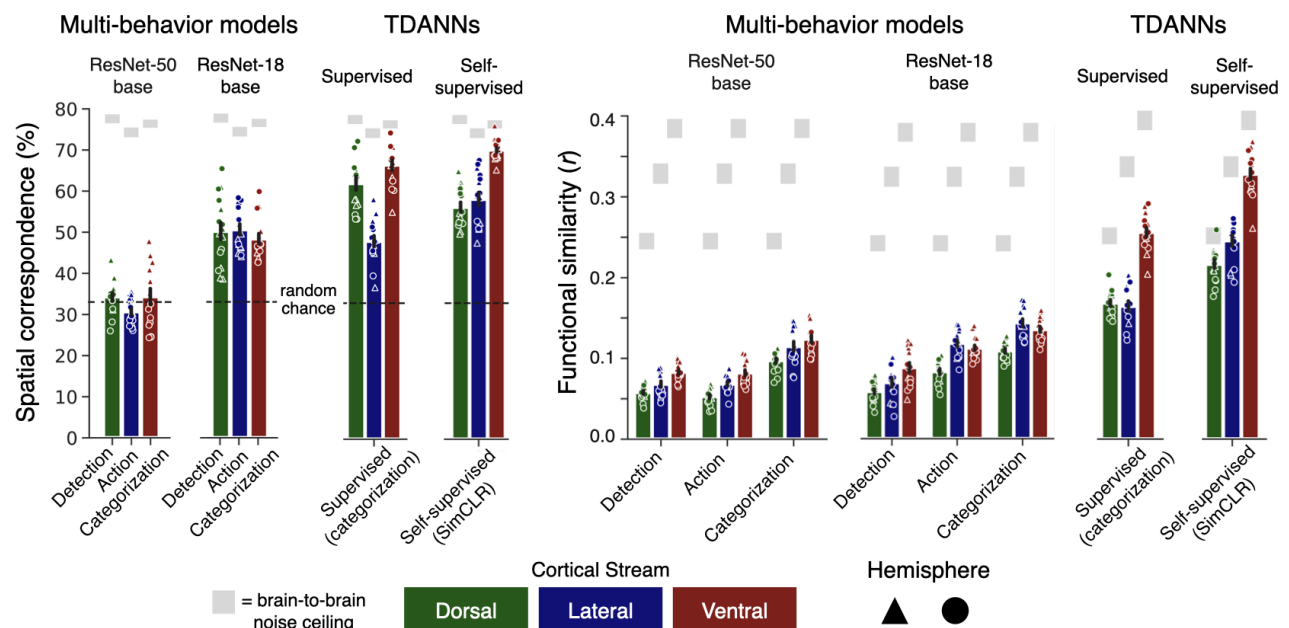 Multi-behavior models
TDANNs
ResNet-50
base
ResNet-18
base
Supervised
Self-
supervised
Spatial correspondence (%)
80
70
60
50
40
30
20
10
0
random
chance
Detection
Action
Categorization
Detection
Action
Categorization
Supervised
(categorization)
Self-supervised
(SimCLR)
Multi-behavior models
TDANNs
ResNet-50
base
ResNet-18
base
Supervised
Self-
supervised
Functional similarity (r)
0.4
0.3
0.2
0.1
0.0
Detection
Action
Categorization
Detection
Action
Categorization
Supervised
(categorization)
Self-supervised
(SimCLR)
= brain-to-brain
noise ceiling
Cortical Stream
Dorsal
Lateral
Ventral
Hemisphere